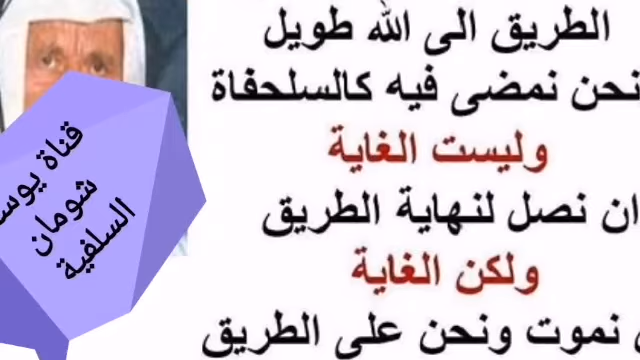 الطريق الى الله طويل
نحن نمضى فيه كالسلحفاة
وليست الغاية
ان نصل لنهاية الطريق
ولكن الغاية
نموت ونحن على الطريق
قناة
شومان
السلفية